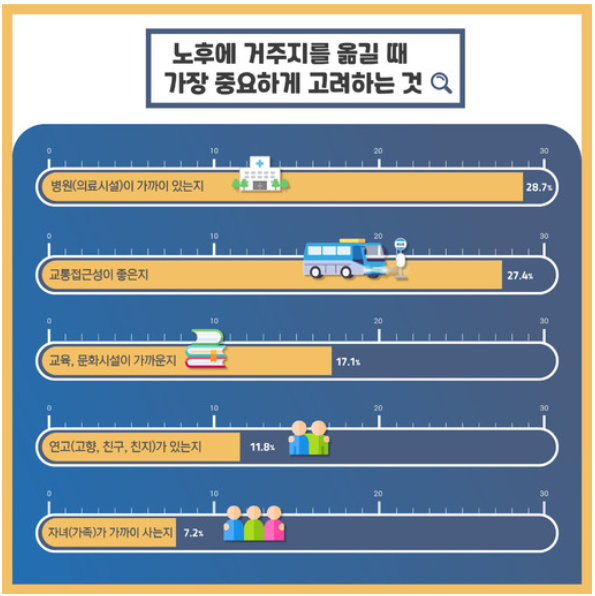 노후에 거주지를 옮길 때
가장 중요하게 고려하는 것
0 10 20 30
병원(의료시설)이 가까이 있는지 28.7%
0 10 20 30
교통접근성이 좋은지 27.4%
0 10 20 30
교육, 문화시설이 가까운지 17.1%
0 10 20 30
연고(고향, 친구, 친지)가 있는지 11.8%
0 10 20 30
자녀(가족)가 가까이 사는지 7.2%